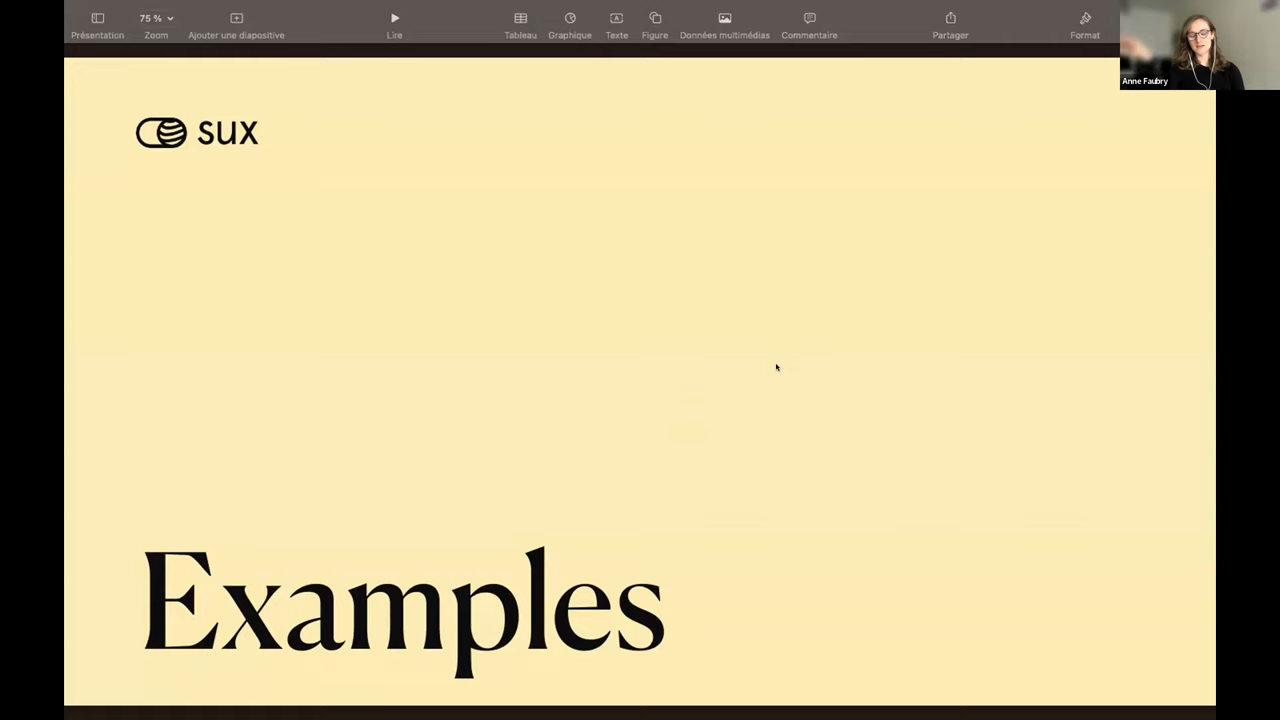 75 %
Présentation Zoom Ajouter une diapositive Lire Tableau Graphique Texte Figure Données multimédias Commentaire Partager Format
Anne Faubry
sux
Examples